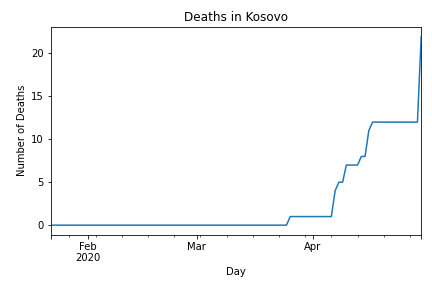 Deaths in Kosovo
Number of Deaths
20
15
10
5
0
Feb
2020
Mar
Apr
Day